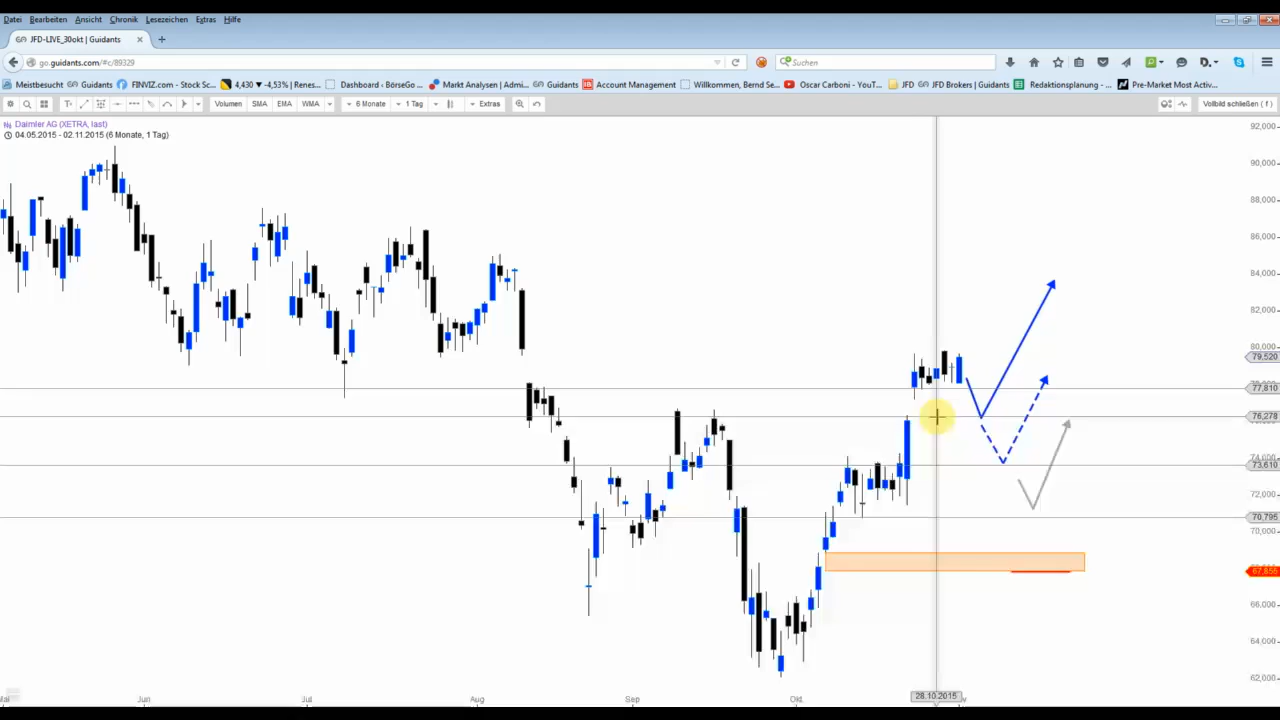 Datei Bearbeiten Ansicht Chronik Lesezeichen Extras Hilfe
JFD-LIVE_30okt | Guidants
go.guidants.com/#c/89329
Suchen
Meistbesucht Guidants FINVIZ.com - Stock Sc... 4,430 ▼ -4,53% | Renes... Dashboard - BörseGo ... Markt Analysen | Admin... Guidants Account Management Willkommen, Bernd Se... Oscar Carboni - YouT... JFD JFD Brokers | Guidants Redaktionsplanung - ... Pre-Market Most Activ...
Volumen SMA EMA WMA 6 Monate 1 Tag Extras Vollbild schließen ( f )
Daimler AG (XETRA, last)
04.05.2015 - 02.11.2015 (6 Monate, 1 Tag)
92,000
90,000
88,000
86,000
84,000
82,000
80,000
79,520
77,810
76,278
73,610
72,000
70,795
70,000
67,855
66,000
64,000
62,000
Jun Jul Aug Sep Okt 28.10.2015